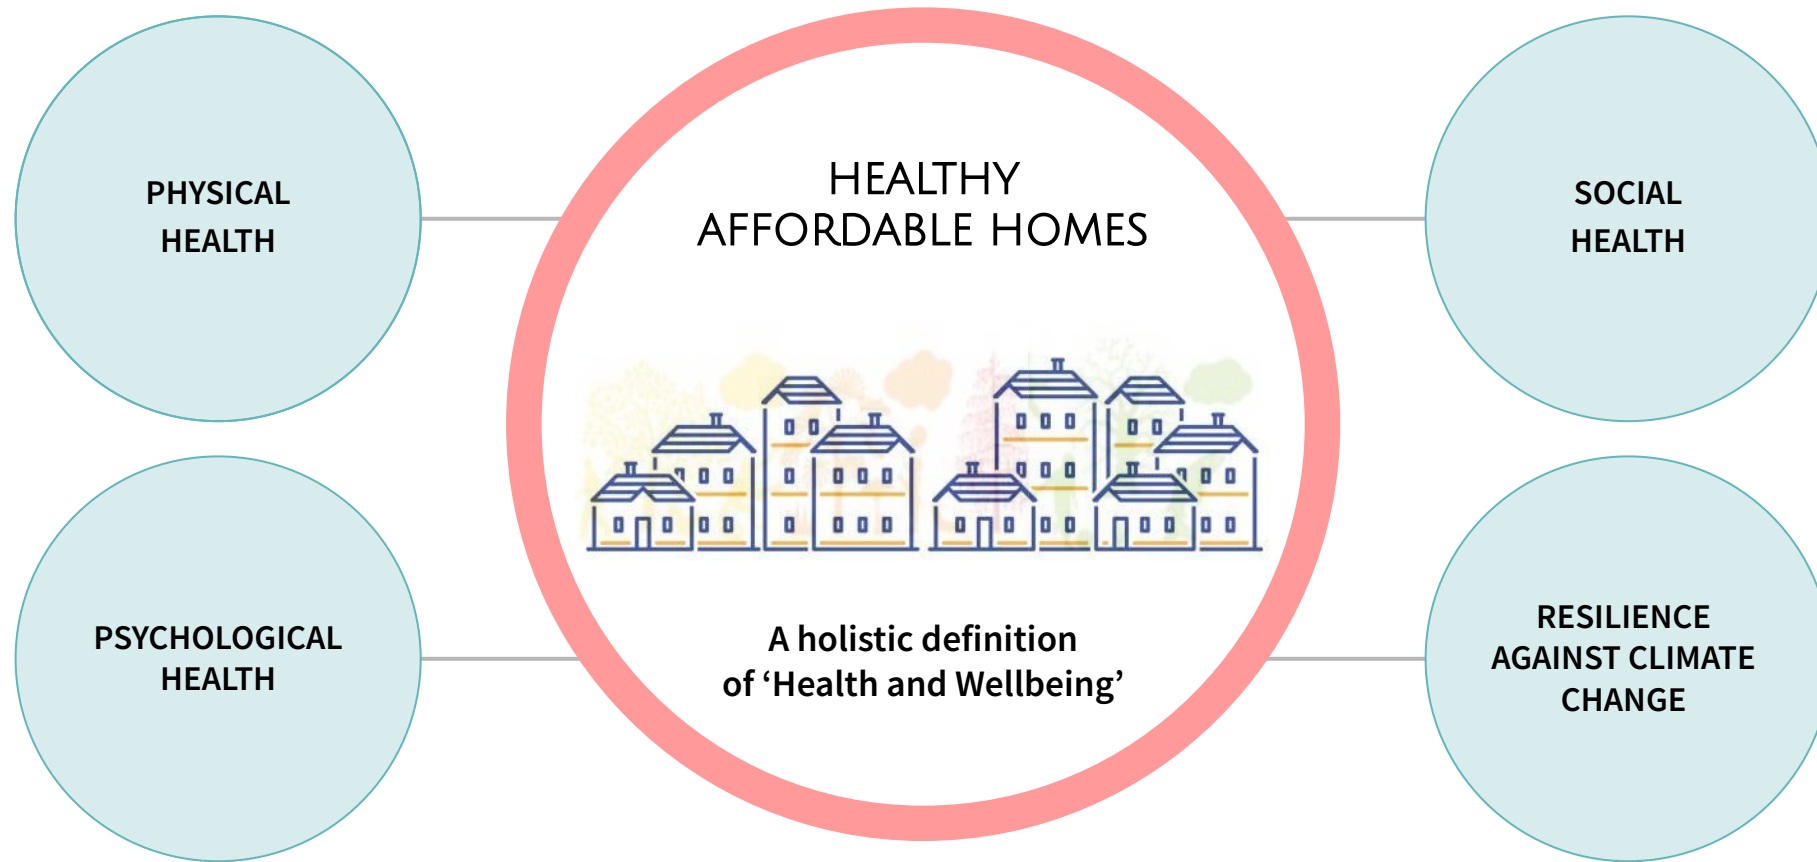 PHYSICAL
HEALTH
PSYCHOLOGICAL
HEALTH
HEALTHY
AFFORDABLE HOMES
A holistic definition
of ‘Health and Wellbeing’
SOCIAL
HEALTH
RESILIENCE
AGAINST CLIMATE
CHANGE